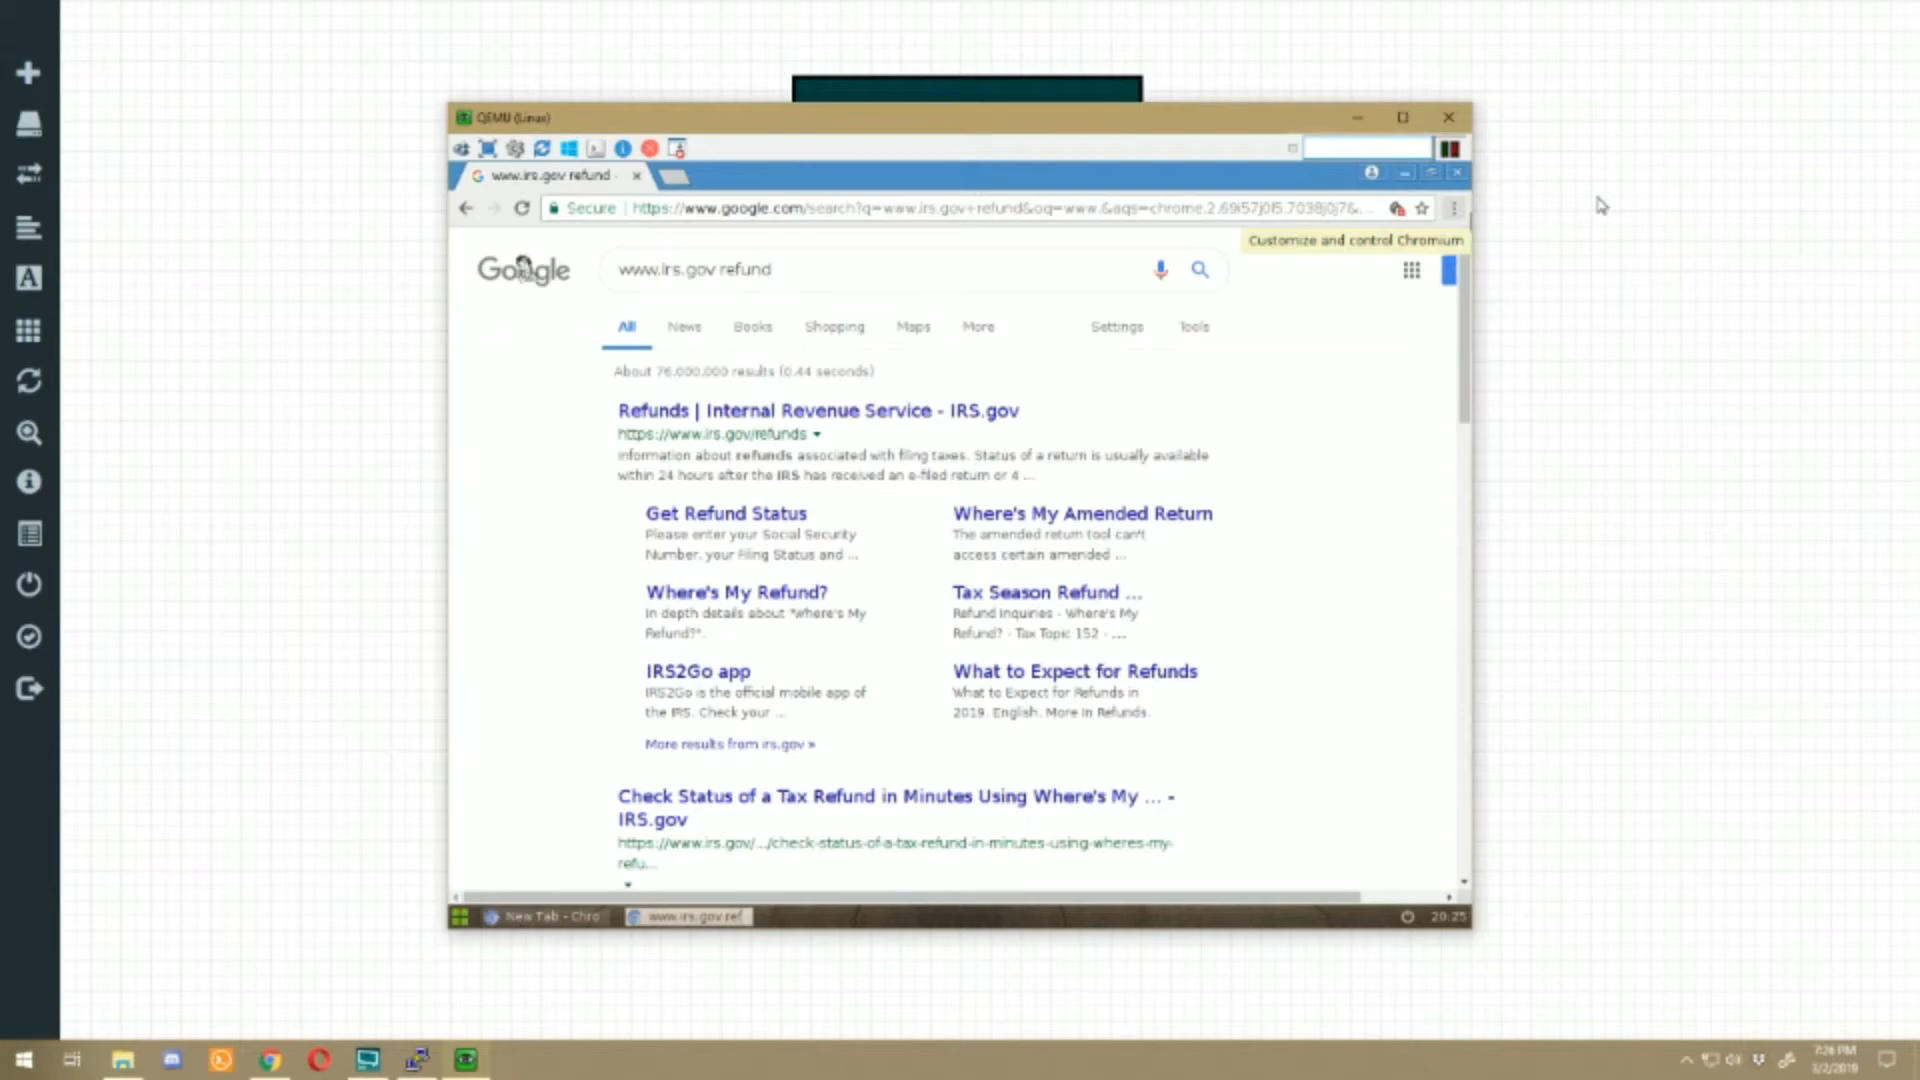 QEMU (Linux)
www.irs.gov refund -
Secure | https://www.google.com/search?q=www.irs.gov+refund&oq=www.&aqs=chrome.2.69i57j0l5.7038j0j7&...
Customize and control Chromium
Google
www.irs.gov refund
All News Books Shopping Maps More Settings Tools
About 76,000,000 results (0.44 seconds)
Refunds | Internal Revenue Service - IRS.gov
https://www.irs.gov/refunds
Information about refunds associated with filing taxes. Status of a return is usually available
within 24 hours after the IRS has received an e-filed return or 4 ...
Get Refund Status
Please enter your Social Security
Number, your Filing Status and ...
Where's My Amended Return
The amended return tool can't
access certain amended ...
Where's My Refund?
In depth details about "Where's My
Refund?".
Tax Season Refund ...
Refund Inquiries - Where's My
Refund? - Tax Topic 152 - ...
IRS2Go app
IRS2Go is the official mobile app of
the IRS. Check your ...
What to Expect for Refunds
What to Expect for Refunds in
2019. English. More In Refunds.
More results from irs.gov »
Check Status of a Tax Refund in Minutes Using Where's My ... -
IRS.gov
https://www.irs.gov/.../check-status-of-a-tax-refund-in-minutes-using-wheres-my-
refu...
New Tab - Chro
www.irs.gov ref
20:25
7:26 PM
3/2/2019